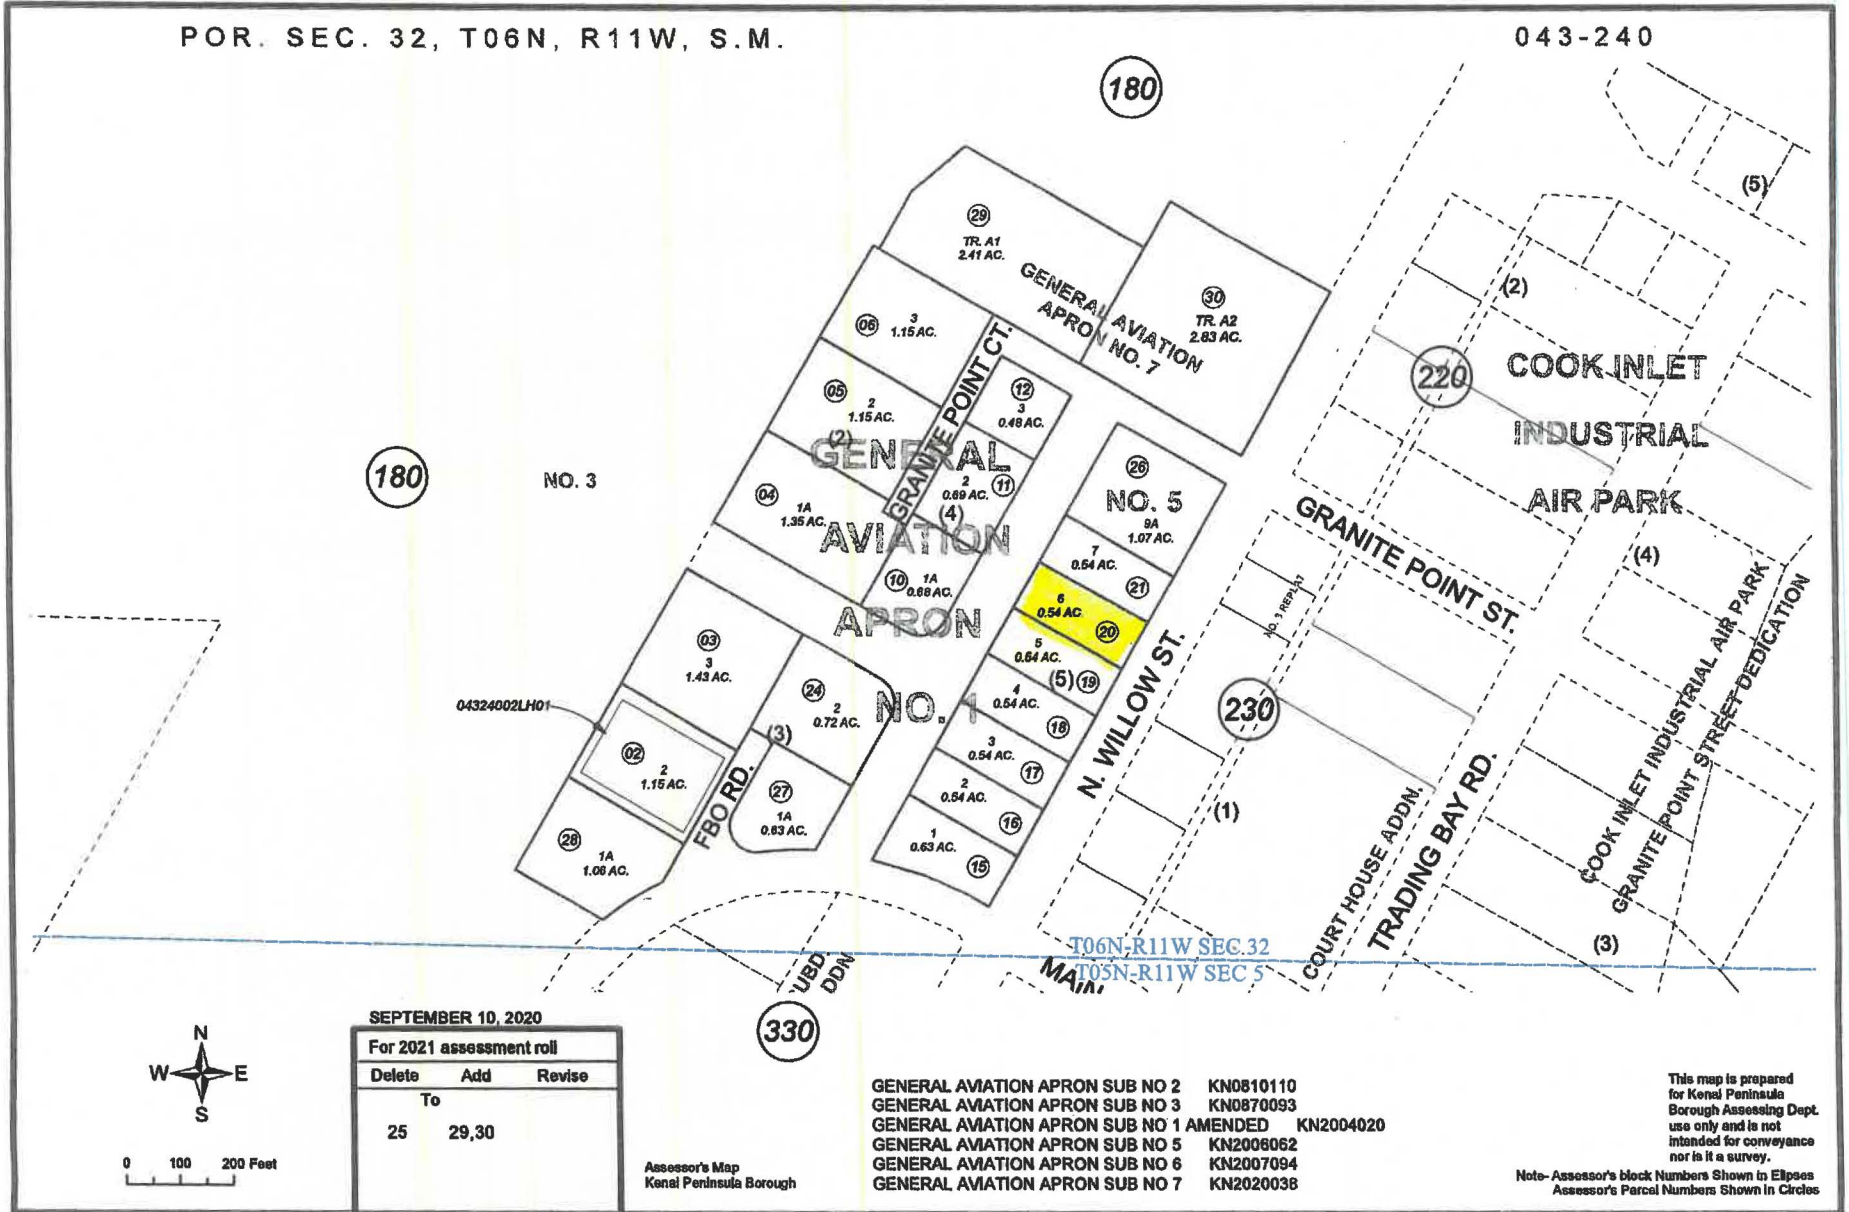 POR. SEC. 32, T06N, R11W, S.M.
043-240
180
(5)
29
TR. A1
2.41 AC.
GENERAL AVIATION
APRON NO. 7
30
TR. A2
2.83 AC.
(2)
220
COOK INLET
INDUSTRIAL
AIR PARK
06
3
1.15 AC.
GRANITE POINT CT.
05
2
1.15 AC.
(2)
12
3
0.48 AC.
180
NO. 3
GENERAL
AVIATION
APRON
NO. 1
04
1A
1.35 AC.
2
0.69 AC.
11
(4)
10
1A
0.68 AC.
26
NO. 5
9A
1.07 AC.
7
0.54 AC.
21
6
0.54 AC.
20
5
0.54 AC.
(5)
19
4
0.54 AC.
18
3
0.54 AC.
17
2
0.54 AC.
16
1
0.63 AC.
15
GRANITE POINT ST.
(4)
NO. 1 REPLAT
N. WILLOW ST.
230
(1)
03
3
1.43 AC.
04324002LH01
02
2
1.15 AC.
24
2
0.72 AC.
(3)
FBO RD.
27
1A
0.63 AC.
28
1A
1.06 AC.
COURT HOUSE ADDN.
TRADING BAY RD.
COOK INLET INDUSTRIAL AIR PARK
GRANITE POINT STREET DEDICATION
(3)
T06N-R11W SEC.32
T05N-R11W SEC 5
MAIN
UBD.
DDN
330
N
W E
S
0 100 200 Feet
SEPTEMBER 10, 2020
For 2021 assessment roll
Delete Add Revise
To
25 29,30
Assessor's Map
Kenai Peninsula Borough
GENERAL AVIATION APRON SUB NO 2 KN0810110
GENERAL AVIATION APRON SUB NO 3 KN0870093
GENERAL AVIATION APRON SUB NO 1 AMENDED KN2004020
GENERAL AVIATION APRON SUB NO 5 KN2006062
GENERAL AVIATION APRON SUB NO 6 KN2007094
GENERAL AVIATION APRON SUB NO 7 KN2020038
This map is prepared
for Kenai Peninsula
Borough Assessing Dept.
use only and is not
intended for conveyance
nor is it a survey.
Note- Assessor's block Numbers Shown in Elipses
Assessor's Parcel Numbers Shown in Circles